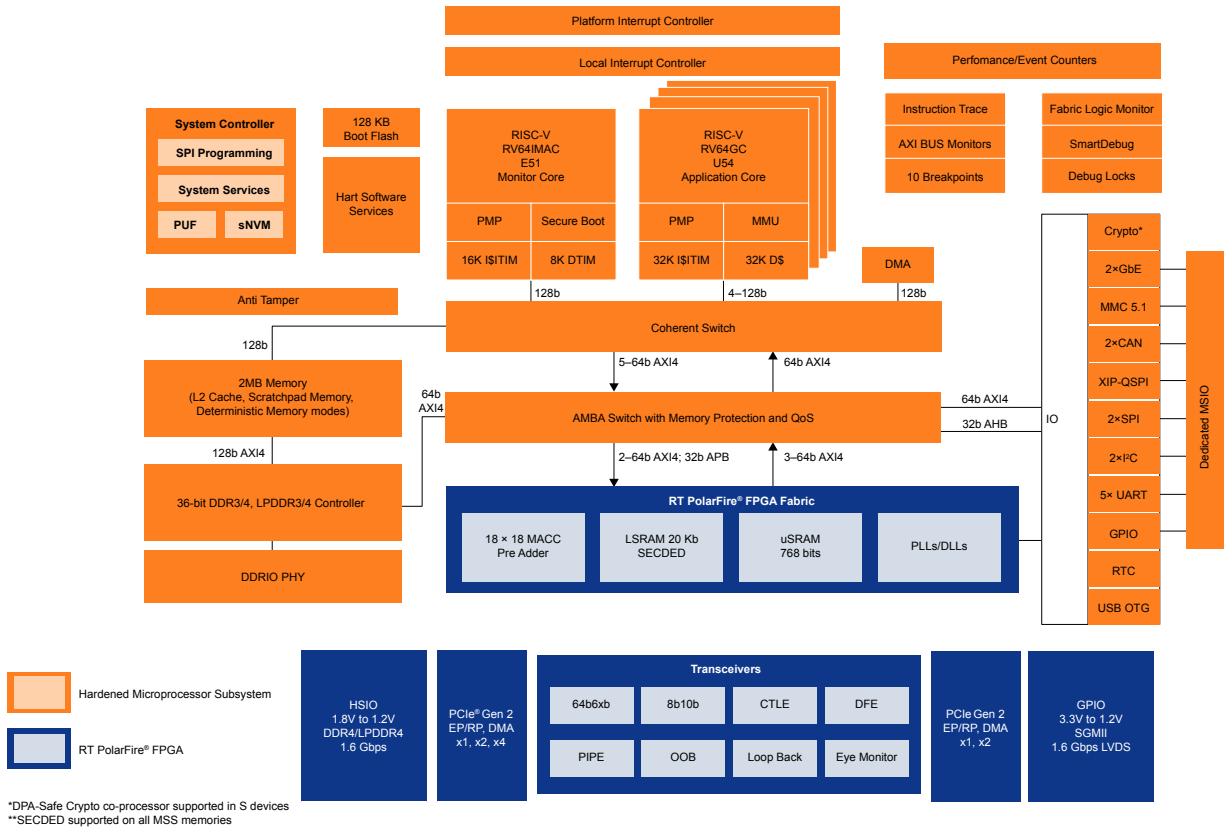 Platform Interrupt Controller
Local Interrupt Controller
Perfomance/Event Counters
System Controller
SPI Programming
System Services
PUF
sNVM
128 KB
Boot Flash
Hart Software
Services
RISC-V
RV64IMAC
E51
Monitor Core
PMP
Secure Boot
16K I$ITIM
8K DTIM
RISC-V
RV64GC
U54
Application Core
PMP
MMU
32K I$ITIM
32K D$
Instruction Trace
AXI BUS Monitors
10 Breakpoints
Fabric Logic Monitor
SmartDebug
Debug Locks
DMA
Anti Tamper
128b
4–128b
128b
Coherent Switch
128b
5–64b AXI4
64b AXI4
2MB Memory
(L2 Cache, Scratchpad Memory,
Deterministic Memory modes)
64b
AXI4
AMBA Switch with Memory Protection and QoS
64b AXI4
32b AHB
IO
128b AXI4
2–64b AXI4; 32b APB
3–64b AXI4
36-bit DDR3/4, LPDDR3/4 Controller
DDRIO PHY
RT PolarFire® FPGA Fabric
18 × 18 MACC
Pre Adder
LSRAM 20 Kb
SECDED
uSRAM
768 bits
PLLs/DLLs
Crypto*
2×GbE
MMC 5.1
2×CAN
XIP-QSPI
2×SPI
2×I²C
5× UART
GPIO
RTC
USB OTG
Dedicated MSIO
Hardened Microprocessor Subsystem
RT PolarFire® FPGA
HSIO
1.8V to 1.2V
DDR4/LPDDR4
1.6 Gbps
PCIe® Gen 2
EP/RP, DMA
x1, x2, x4
Transceivers
64b6xb
8b10b
CTLE
DFE
PIPE
OOB
Loop Back
Eye Monitor
PCIe Gen 2
EP/RP, DMA
x1, x2
GPIO
3.3V to 1.2V
SGMII
1.6 Gbps LVDS
*DPA-Safe Crypto co-processor supported in S devices
**SECDED supported on all MSS memories